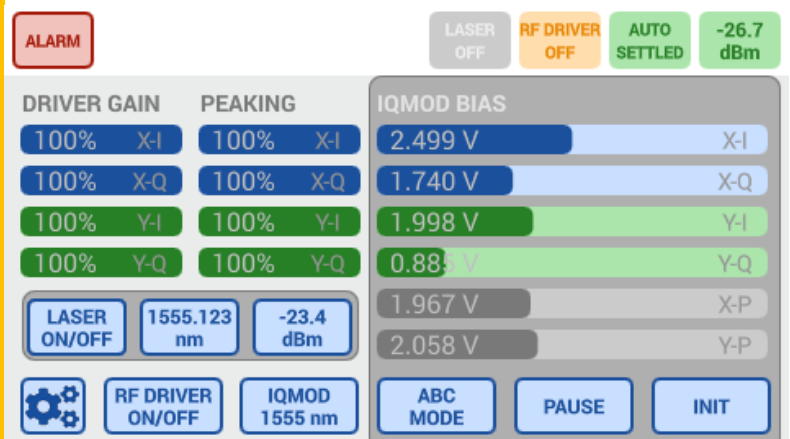 ALARM
LASER
OFF
RF DRIVER
OFF
AUTO
SETTLED
-26.7
dBm
DRIVER GAIN
PEAKING
IQMOD BIAS
100% X-I
100% X-I
2.499 V X-I
100% X-Q
100% X-Q
1.740 V X-Q
100% Y-I
100% Y-I
1.998 V Y-I
100% Y-Q
100% Y-Q
0.885 V Y-Q
1.967 V X-P
2.058 V Y-P
LASER
ON/OFF
1555.123
nm
-23.4
dBm
RF DRIVER
ON/OFF
IQMOD
1555 nm
ABC
MODE
PAUSE
INIT